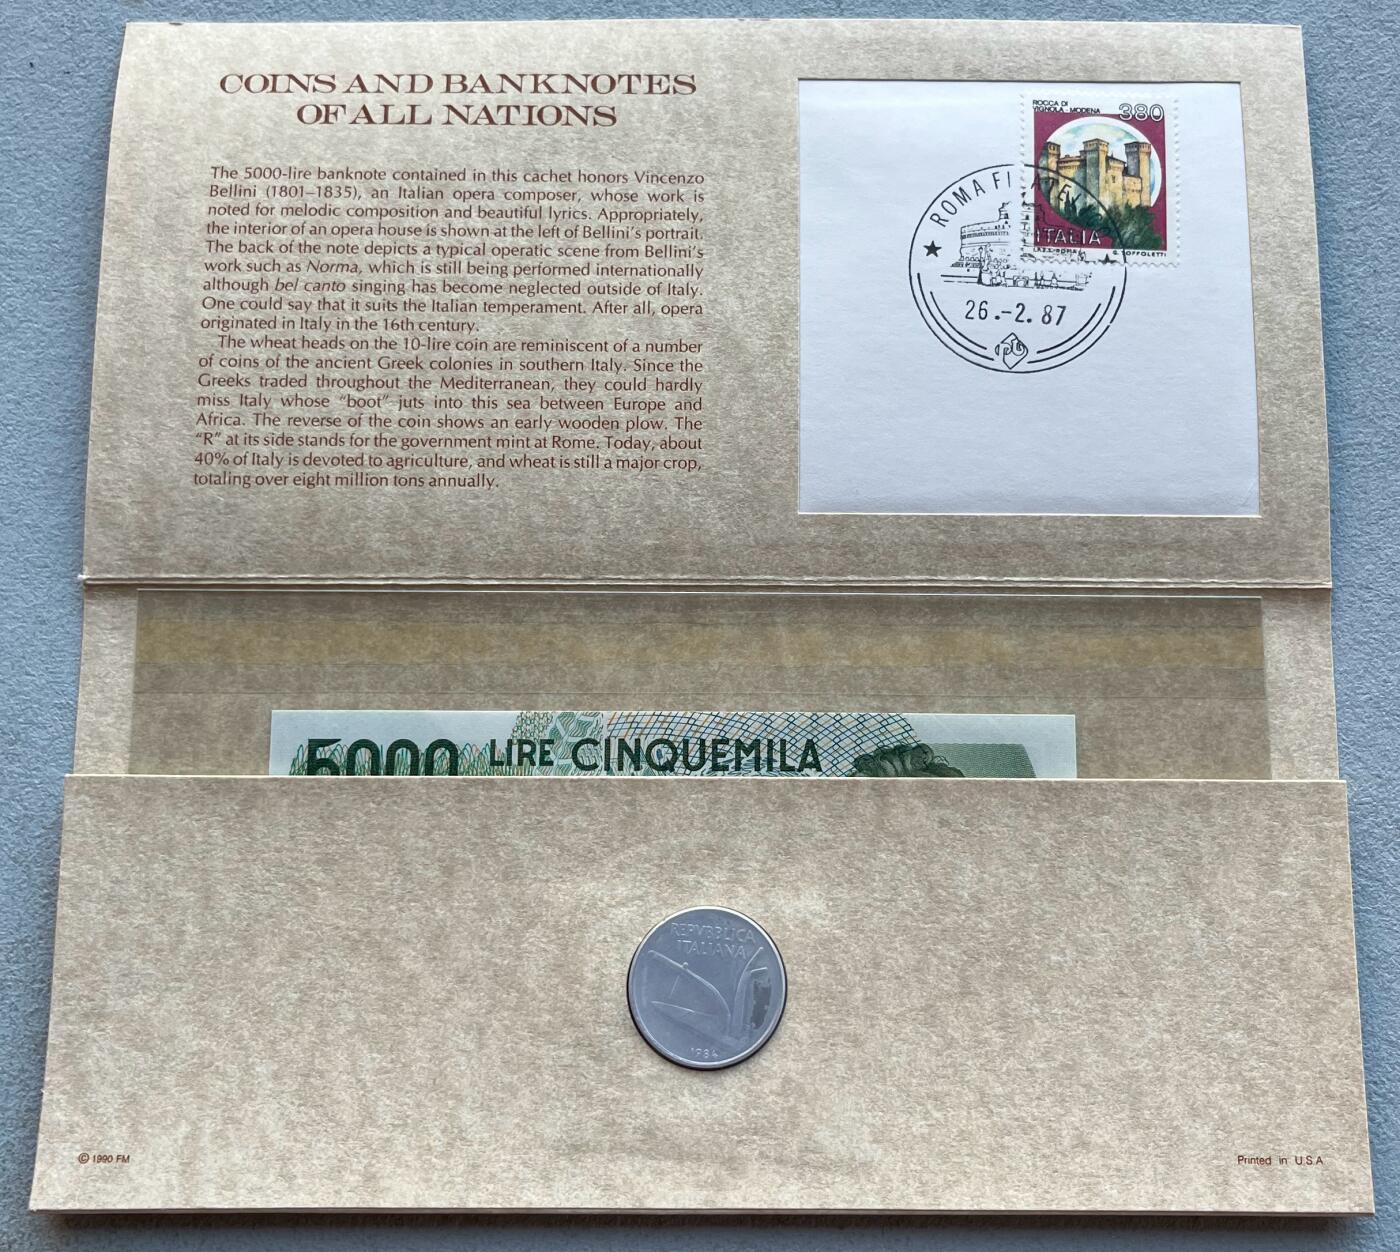 COINS AND BANKNOTES
OF ALL NATIONS
The 5000-lire banknote contained in this cachet honors Vincenzo
Bellini (1801–1835), an Italian opera composer, whose work is
noted for melodic composition and beautiful lyrics. Appropriately,
the interior of an opera house is shown at the left of Bellini's portrait.
The back of the note depicts a typical operatic scene from Bellini's
work such as Norma, which is still being performed internationally
although bel canto singing has become neglected outside of Italy.
One could say that it suits the Italian temperament. After all, opera
originated in Italy in the 16th century.
The wheat heads on the 10-lire coin are reminiscent of a number
of coins of the ancient Greek colonies in southern Italy. Since the
Greeks traded throughout the Mediterranean, they could hardly
miss Italy whose "boot" juts into this sea between Europe and
Africa. The reverse of the coin shows an early wooden plow. The
"R" at its side stands for the government mint at Rome. Today, about
40% of Italy is devoted to agriculture, and wheat is still a major crop,
totaling over eight million tons annually.
ROCCA DI
VIGNOLA - MODENA
380
ITALIA
I.P.Z.S. - ROMA
G. TOFFOLETTI
ROMA
26.-2.87
5000 LIRE CINQUEMILA
REPVBBLICA
ITALIANA
1984
© 1990 FM
Printed in U.S.A